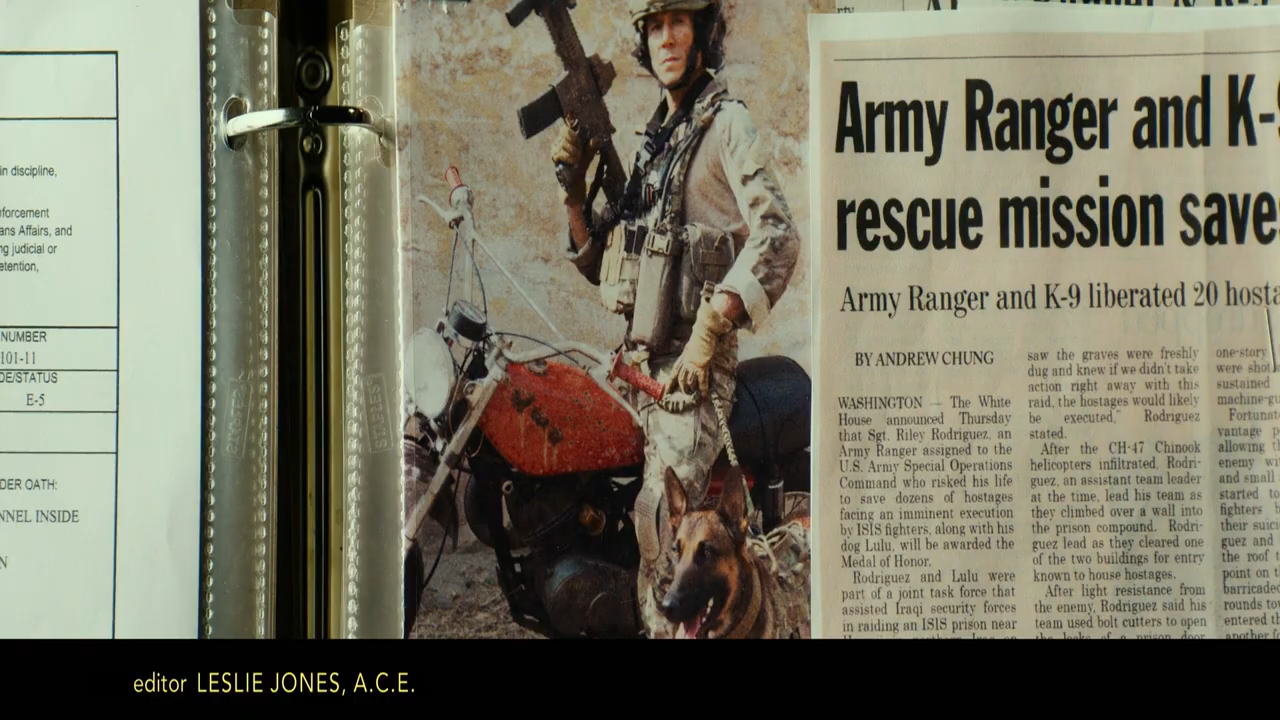 in discipline,
nforcement
ans Affairs, and
ng judicial or
etention,
NUMBER
101-11
DE/STATUS
E-5
DER OATH:
NNEL INSIDE
N
Army Ranger and K-
rescue mission save
Army Ranger and K-9 liberated 20 hosta
BY ANDREW CHUNG
WASHINGTON — The White
House announced Thursday
that Sgt. Riley Rodriguez, an
Army Ranger assigned to the
U.S. Army Special Operations
Command who risked his life
to save dozens of hostages
facing an imminent execution
by ISIS fighters, along with his
dog Lulu, will be awarded the
Medal of Honor.
Rodriguez and Lulu were
part of a joint task force that
assisted Iraqi security forces
in raiding an ISIS prison near
saw the graves were freshly
dug and knew if we didn't take
action right away with this
raid, the hostages would likely
be executed," Rodriguez
stated.
After the CH-47 Chinook
helicopters infiltrated, Rodri-
guez, an assistant team leader
at the time, lead his team as
they climbed over a wall into
the prison compound. Rodri-
guez lead as they cleared one
of the two buildings for entry
known to house hostages.
After light resistance from
the enemy, Rodriguez said his
team used bolt cutters to open
the locks of a prison door
one-story
were shot
sustained
machine-gu
Fortunat
vantage p
allowing th
enemy wi
and small
started to
fighters b
their suici
guez and
the roof t
point on t
barricaded
rounds tow
entered th
another f
editor LESLIE JONES, A.C.E.